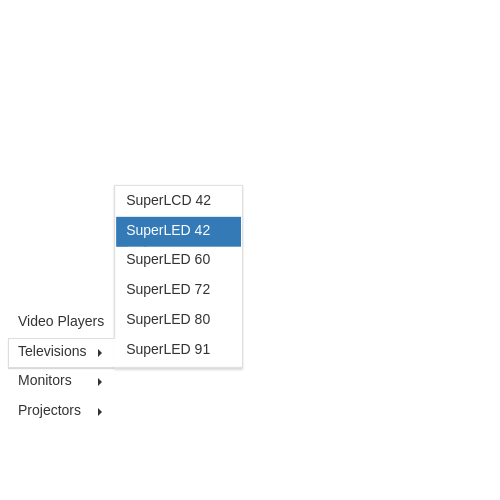 SuperLCD 42
SuperLED 42
SuperLED 60
SuperLED 72
SuperLED 80
SuperLED 91
Video Players
Televisions
Monitors
Projectors